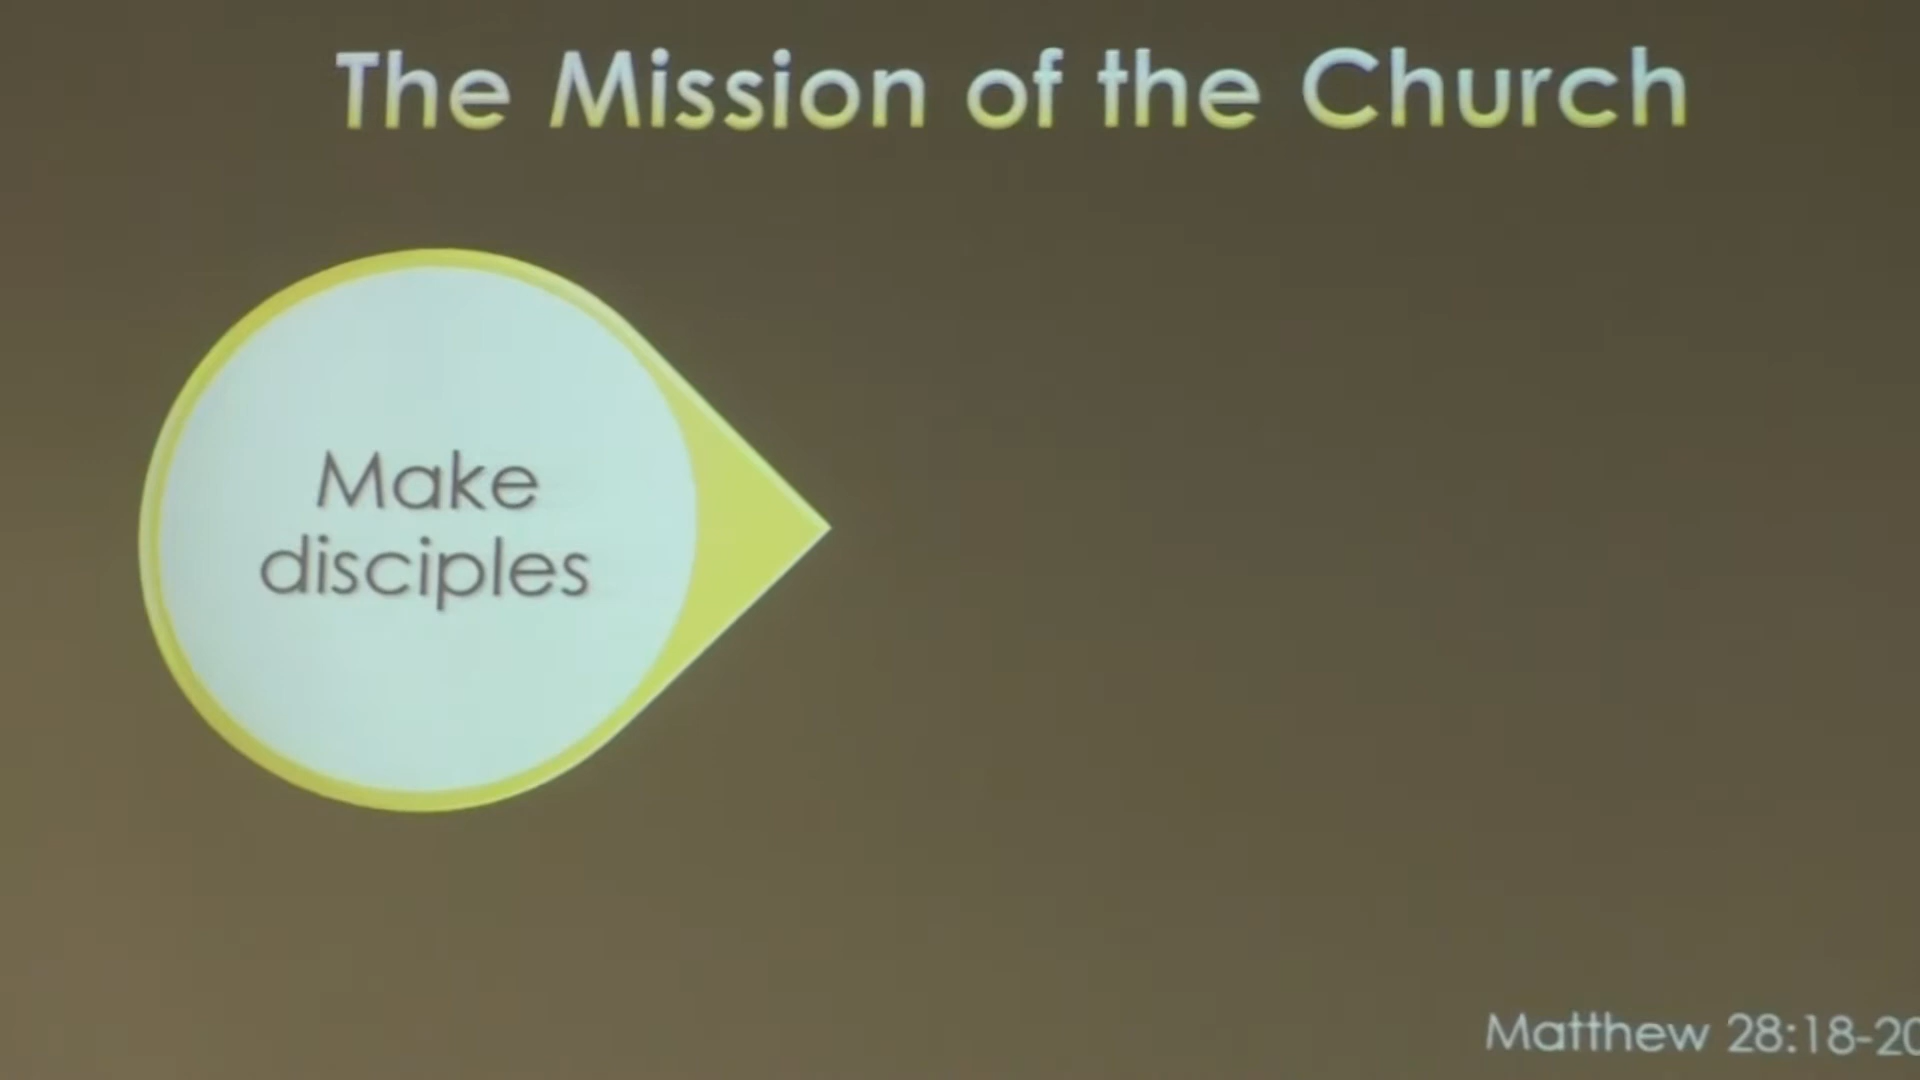 The Mission of the Church
Make
disciples
Matthew 28:18-20